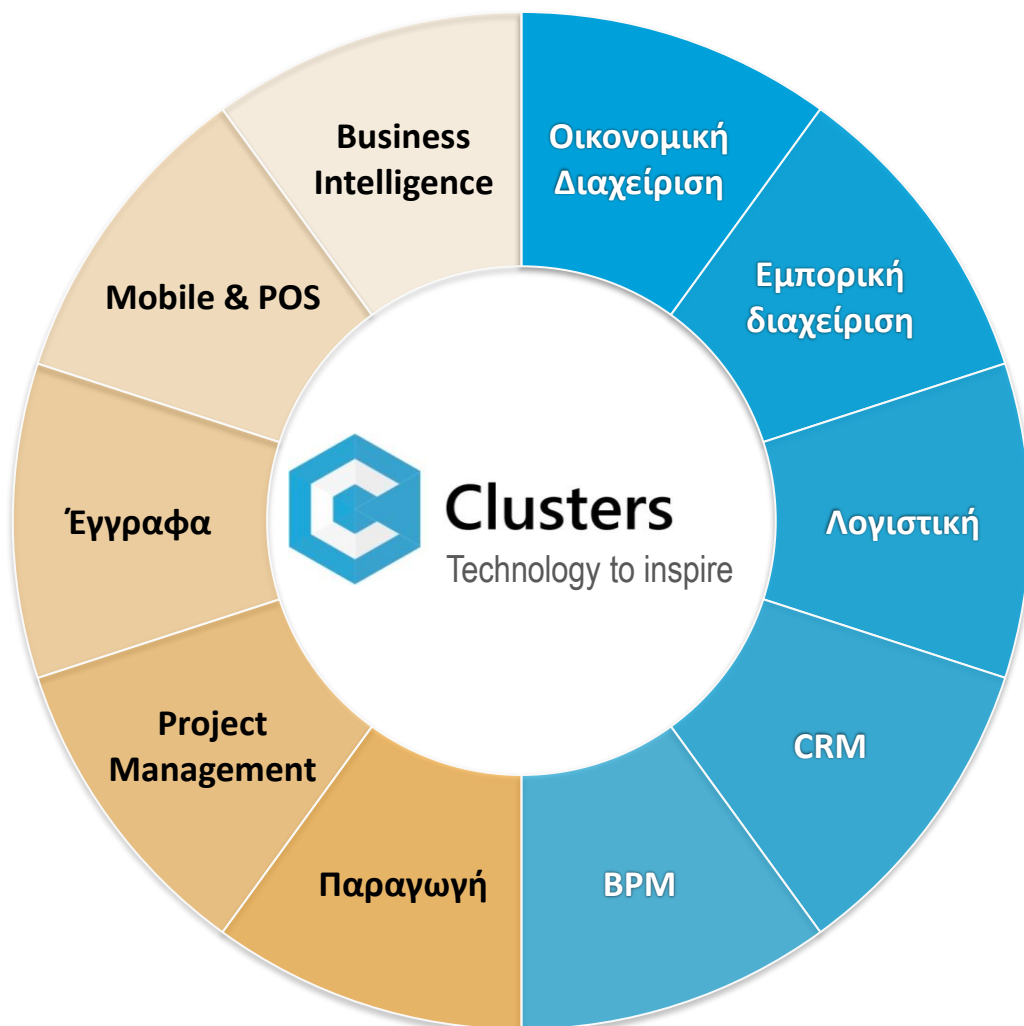 Business
Intelligence
Οικονομική
Διαχείριση
Εμπορική
διαχείριση
Λογιστική
CRM
BPM
Παραγωγή
Project
Management
Έγγραφα
Mobile & POS
Clusters
Technology to inspire